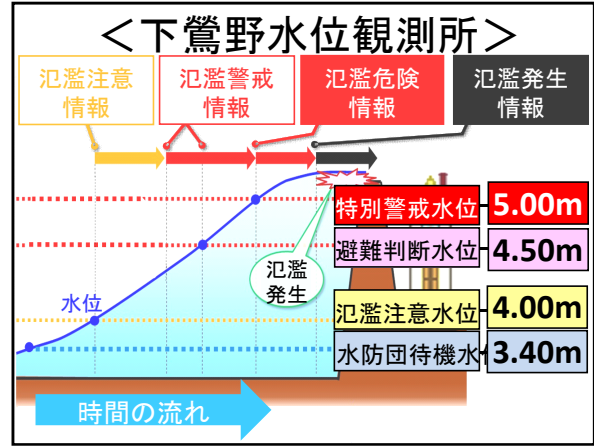 ＜下鶯野水位観測所＞
氾濫注意
情報
氾濫警戒
情報
氾濫危険
情報
氾濫発生
情報
特別警戒水位
5.00m
避難判断水位
4.50m
氾濫
発生
水位
氾濫注意水位
4.00m
水防団待機水
3.40m
時間の流れ